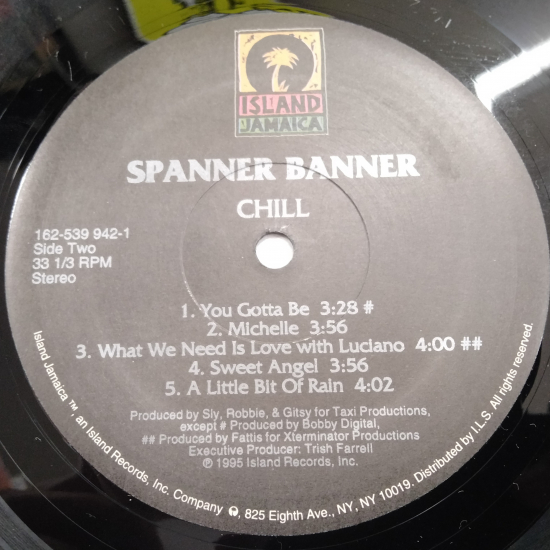 ISLAND
JAMAICA
SPANNER BANNER
CHILL
162-539 942-1
Side Two
33 1/3 RPM
Stereo
1. You Gotta Be 3:28 #
2. Michelle 3:56
3. What We Need Is Love with Luciano 4:00 ##
4. Sweet Angel 3:56
5. A Little Bit Of Rain 4:02
Produced by Sly, Robbie, & Gitsy for Taxi Productions,
except # Produced by Bobby Digital,
## Produced by Fattis for Xterminator Productions
Executive Producer: Trish Farrell
℗ 1995 Island Records, Inc.
Island Jamaica ™, an Island Records, Inc. Company ℗, 825 Eighth Ave., NY, NY 10019. Distributed by I.L.S. All rights reserved.